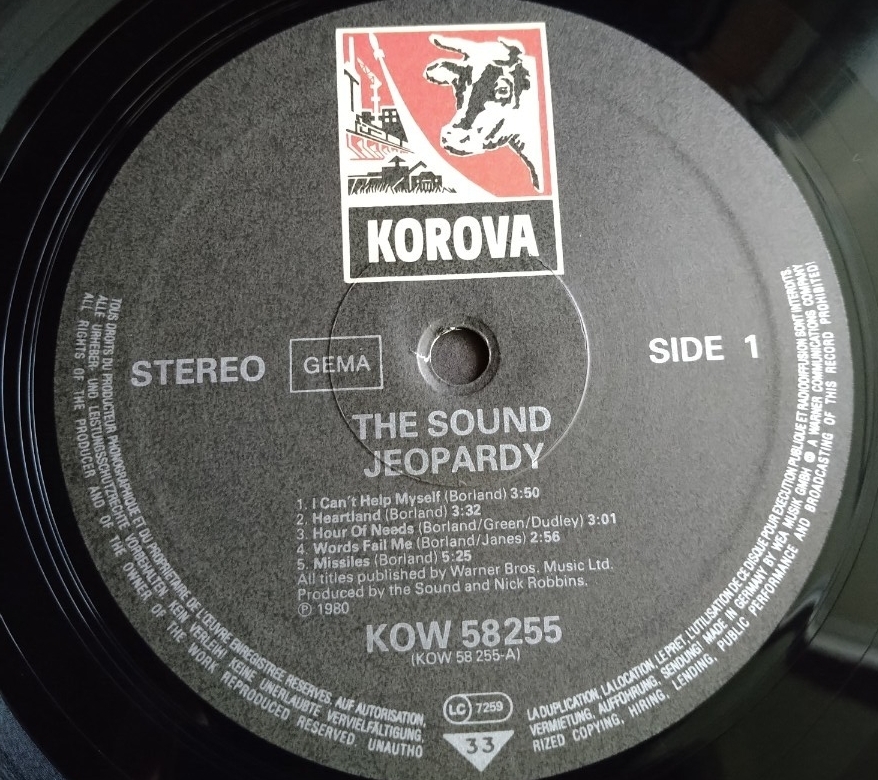 KOROVA
STEREO
GEMA
SIDE 1
THE SOUND
JEOPARDY
1. I Can't Help Myself (Borland) 3:50
2. Heartland (Borland) 3:32
3. Hour Of Needs (Borland/Green/Dudley) 3:01
4. Words Fail Me (Borland/Janes) 2:56
5. Missiles (Borland) 5:25
All titles published by Warner Bros. Music Ltd.
Produced by the Sound and Nick Robbins.
℗ 1980
KOW 58 255
(KOW 58 255-A)
LC 7259
33
TOUS DROITS DU PRODUCTEUR PHONOGRAPHIQUE ET DU PROPRIETAIRE DE L'ŒUVRE ENREGISTREE RESERVES. AUF AUTORISATION, LA DUPLICATION, LA LOCATION, LE PRET, L'UTILISATION DE CE DISQUE POUR EXECUTION PUBLIQUE ET RADIODIFFUSION SONT INTERDITS.
ALLE URHEBER- UND LEISTUNGSSCHUTZRECHTE VORBEHALTEN. KEIN VERLEIH! KEINE UNERLAUBTE VERVIELFÄLTIGUNG, VERMIETUNG, AUFFÜHRUNG, SENDUNG! MADE IN GERMANY BY WEA MUSIK GMBH A WARNER COMMUNICATIONS COMPANY
ALL RIGHTS OF THE PRODUCER AND OF THE OWNER OF THE WORK REPRODUCED RESERVED. UNAUTHORIZED COPYING, HIRING, LENDING, PUBLIC PERFORMANCE AND BROADCASTING OF THIS RECORD PROHIBITED!